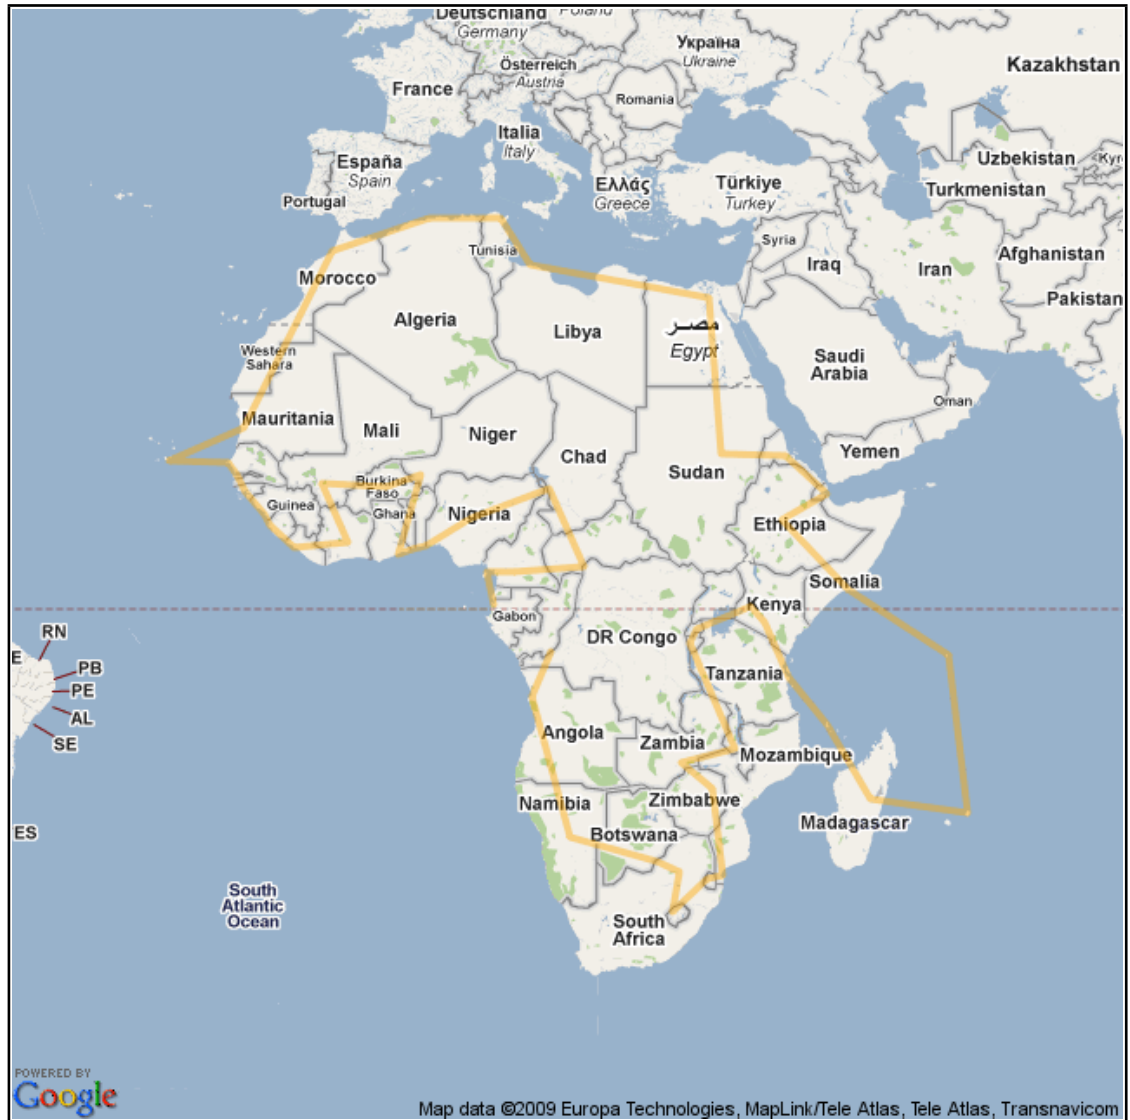 Deutschland
Germany
Poland
Україна
Ukraine
Kazakhstan
Österreich
Austria
France
Romania
Italia
Italy
Uzbekistan
Kyr
España
Spain
Portugal
Ελλάς
Greece
Türkiye
Turkey
Turkmenistan
Syria
Iraq
Iran
Afghanistan
Pakistan
Tunisia
Morocco
Algeria
Libya
مصر
Egypt
Saudi
Arabia
Oman
Western
Sahara
Mauritania
Mali
Niger
Chad
Sudan
Yemen
Burkina
Faso
Guinea
Ghana
Nigeria
Ethiopia
Somalia
Gabon
Kenya
DR Congo
Tanzania
RN
E
PB
PE
AL
SE
Angola
Zambia
Mozambique
Namibia
Zimbabwe
Botswana
Madagascar
ES
South
Atlantic
Ocean
South
Africa
POWERED BY
Google
Map data ©2009 Europa Technologies, MapLink/Tele Atlas, Tele Atlas, Transnavicom